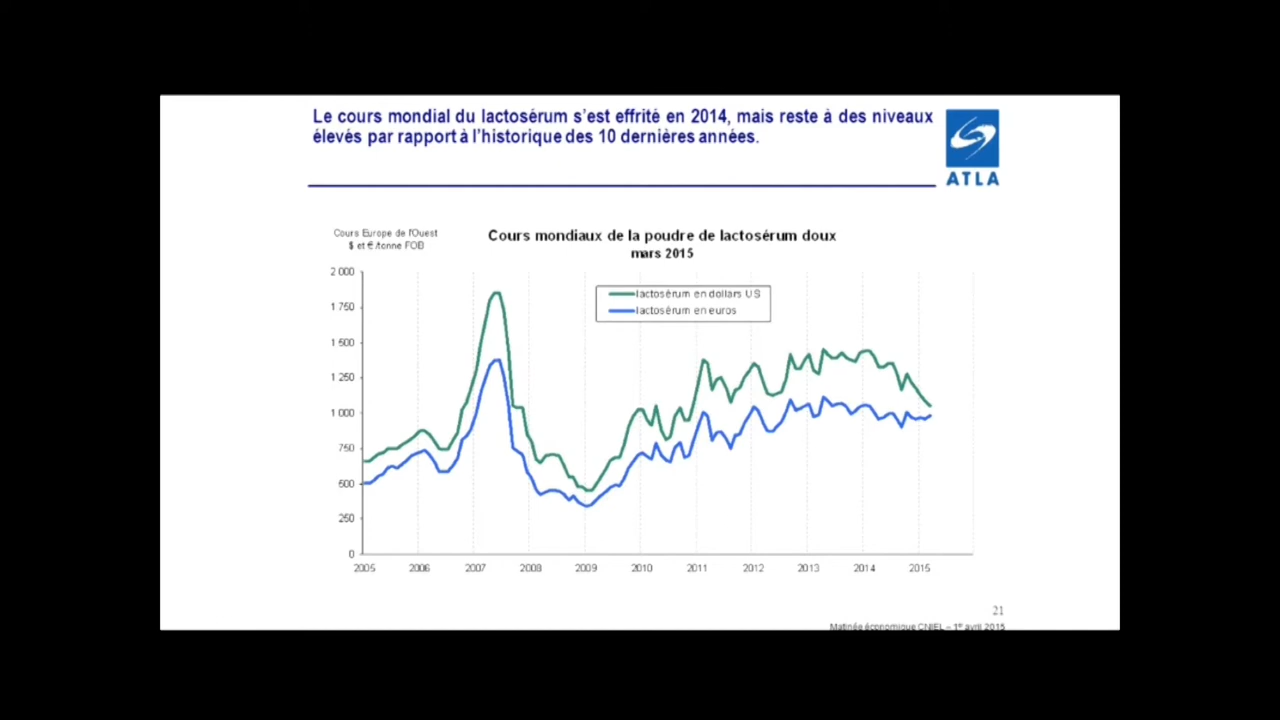 Le cours mondial du lactosérum s'est effrité en 2014, mais reste à des niveaux
élevés par rapport à l'historique des 10 dernières années.
ATLA
Cours Europe de l'Ouest
$ et € /tonne FOB
Cours mondiaux de la poudre de lactosérum doux
mars 2015
lactosérum en dollars US
lactosérum en euros
2 000
1 750
1 500
1 250
1 000
750
500
250
0
2005 2006 2007 2008 2009 2010 2011 2012 2013 2014 2015
21
Matinée économique CNIEL – 1er avril 2015